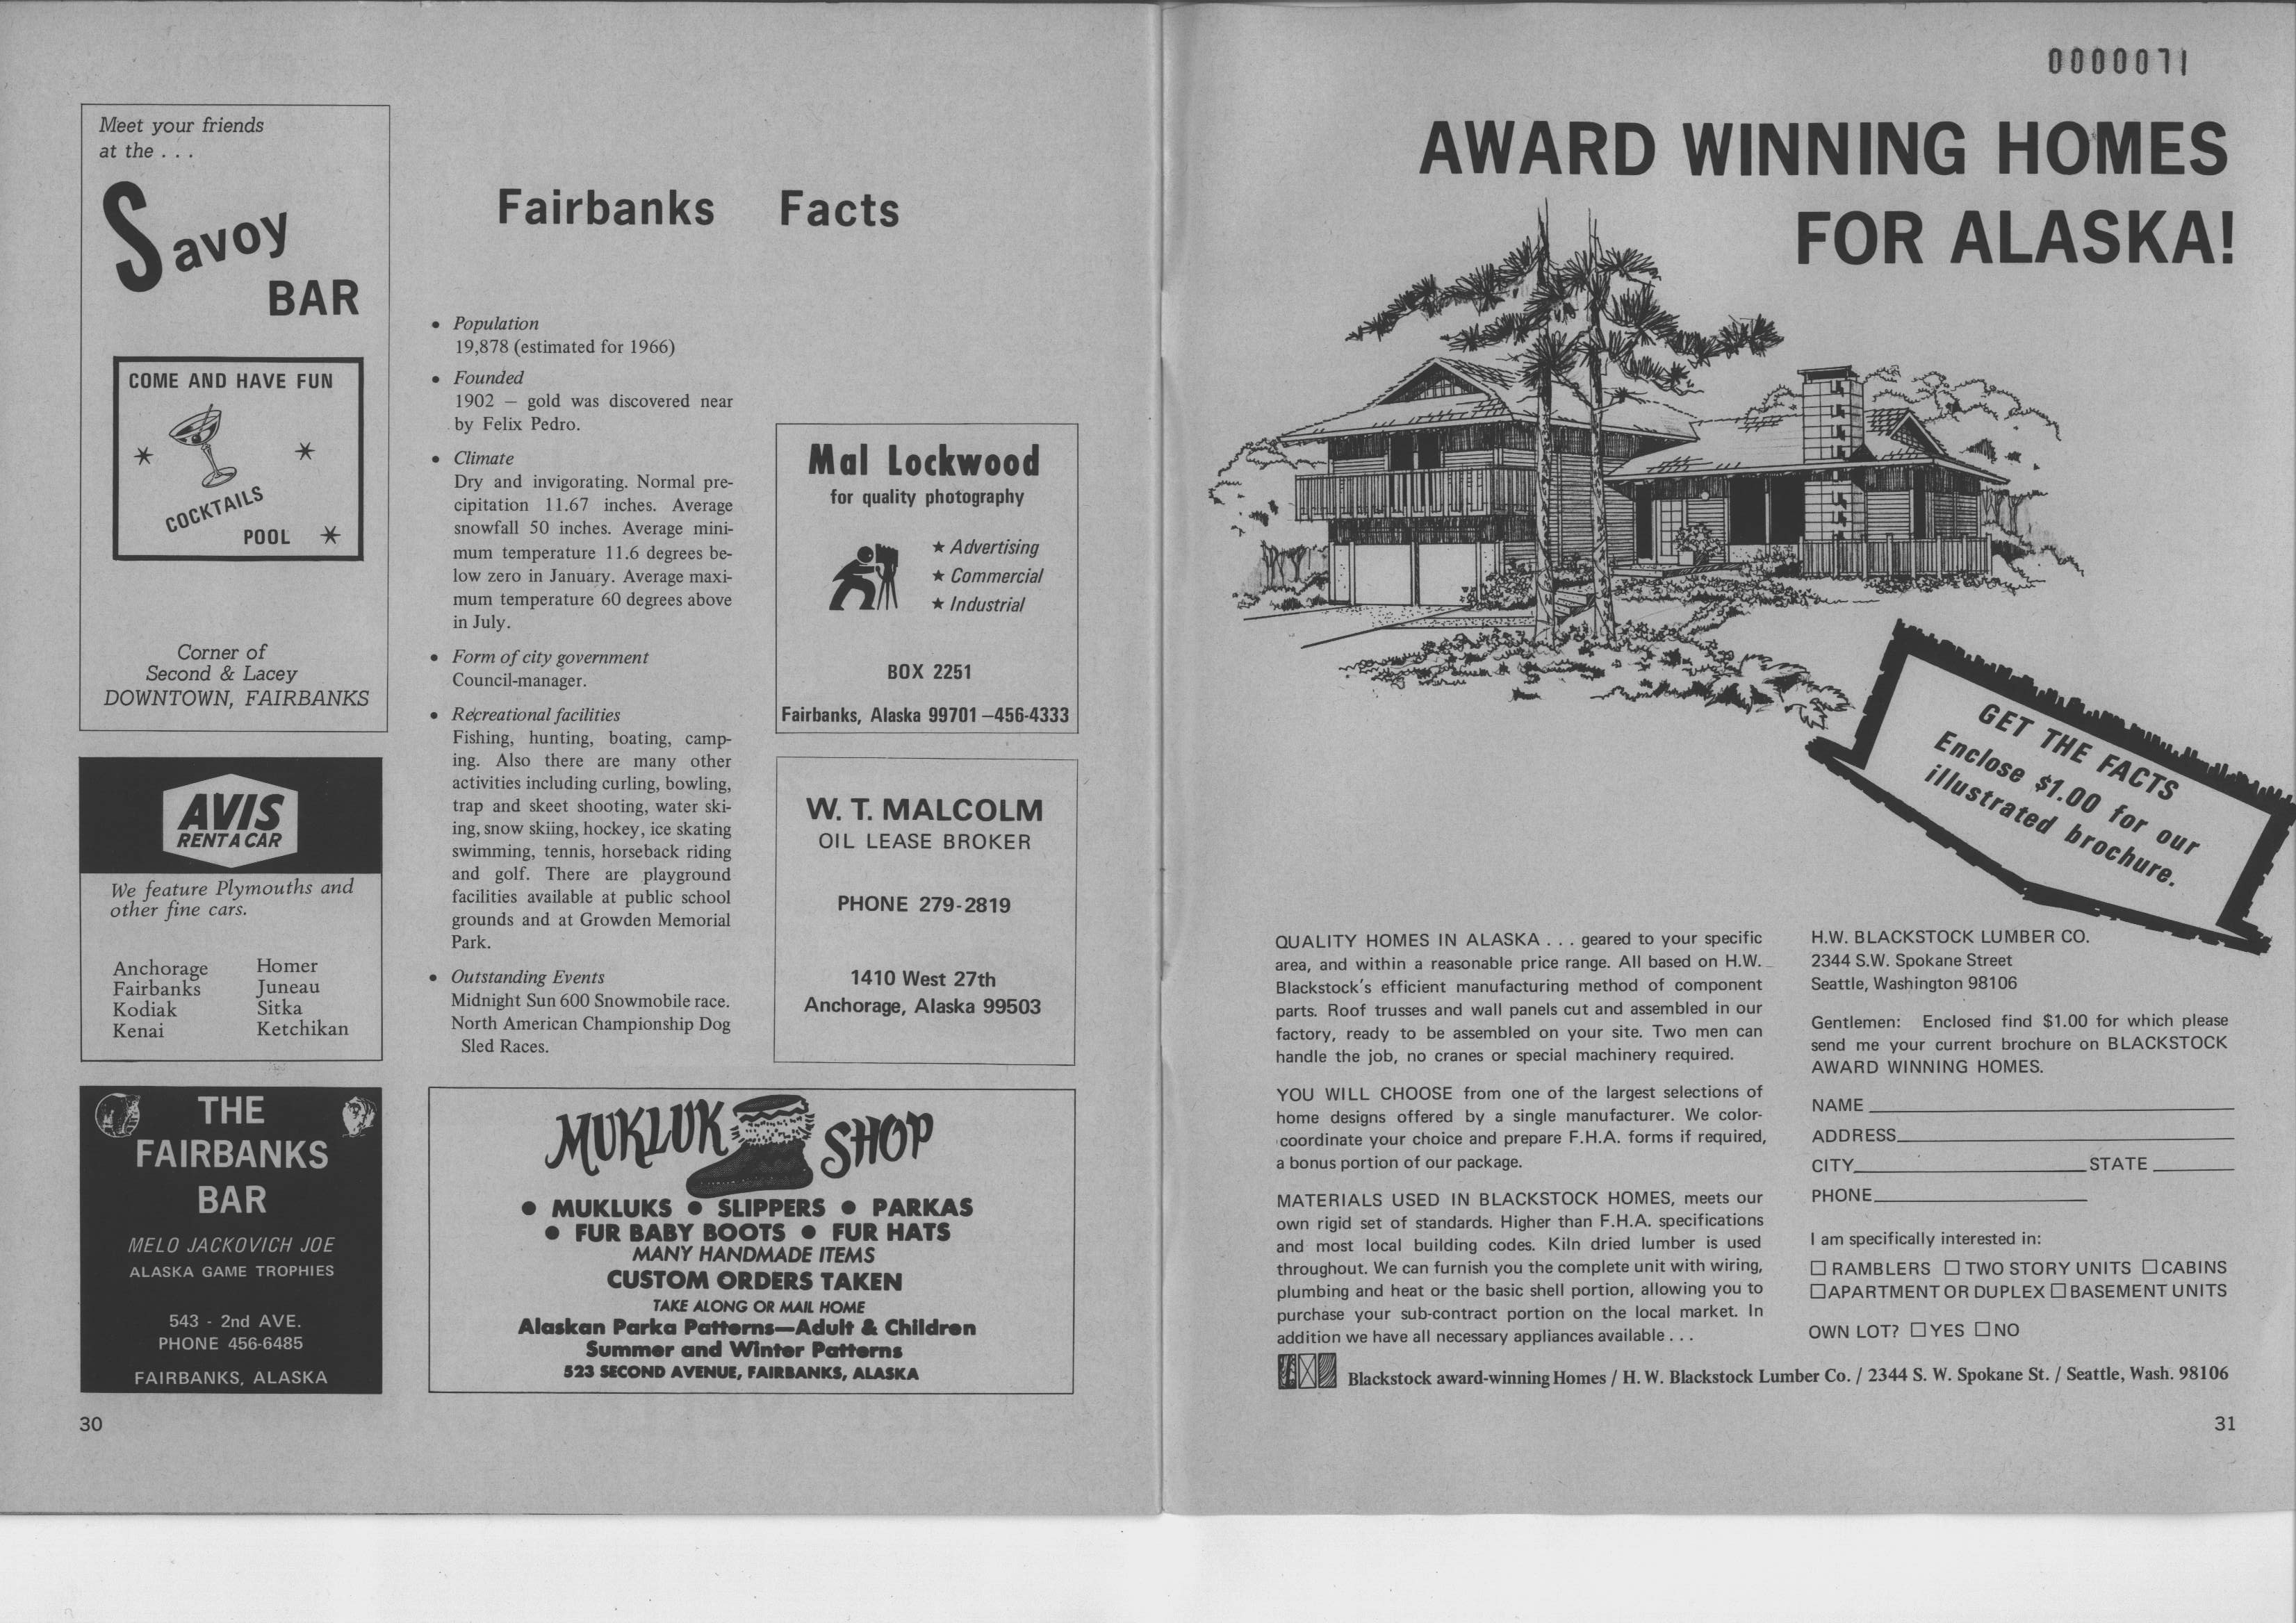 Meet your friends
at the . . .
Savoy
BAR
COME AND HAVE FUN
COCKTAILS
POOL
Corner of
Second & Lacey
DOWNTOWN, FAIRBANKS
AVIS
RENT A CAR
We feature Plymouths and
other fine cars.
Anchorage
Fairbanks
Kodiak
Kenai
Homer
Juneau
Sitka
Ketchikan
THE
FAIRBANKS
BAR
MELO JACKOVICH JOE
ALASKA GAME TROPHIES
543 - 2nd AVE.
PHONE 456-6485
FAIRBANKS, ALASKA
30
Fairbanks Facts
• Population
19,878 (estimated for 1966)
• Founded
1902 — gold was discovered near
by Felix Pedro.
• Climate
Dry and invigorating. Normal pre-
cipitation 11.67 inches. Average
snowfall 50 inches. Average mini-
mum temperature 11.6 degrees be-
low zero in January. Average maxi-
mum temperature 60 degrees above
in July.
• Form of city government
Council-manager.
• Recreational facilities
Fishing, hunting, boating, camp-
ing. Also there are many other
activities including curling, bowling,
trap and skeet shooting, water ski-
ing, snow skiing, hockey, ice skating
swimming, tennis, horseback riding
and golf. There are playground
facilities available at public school
grounds and at Growden Memorial
Park.
• Outstanding Events
Midnight Sun 600 Snowmobile race.
North American Championship Dog
Sled Races.
Mal Lockwood
for quality photography
★ Advertising
★ Commercial
★ Industrial
BOX 2251
Fairbanks, Alaska 99701 —456-4333
W. T. MALCOLM
OIL LEASE BROKER
PHONE 279-2819
1410 West 27th
Anchorage, Alaska 99503
MUKLUK SHOP
• MUKLUKS • SLIPPERS • PARKAS
• FUR BABY BOOTS • FUR HATS
MANY HANDMADE ITEMS
CUSTOM ORDERS TAKEN
TAKE ALONG OR MAIL HOME
Alaskan Parka Patterns—Adult & Children
Summer and Winter Patterns
523 SECOND AVENUE, FAIRBANKS, ALASKA
0000071
AWARD WINNING HOMES
FOR ALASKA!
GET THE FACTS
Enclose $1.00 for our
illustrated brochure.
QUALITY HOMES IN ALASKA . . . geared to your specific
area, and within a reasonable price range. All based on H.W.
Blackstock's efficient manufacturing method of component
parts. Roof trusses and wall panels cut and assembled in our
factory, ready to be assembled on your site. Two men can
handle the job, no cranes or special machinery required.
YOU WILL CHOOSE from one of the largest selections of
home designs offered by a single manufacturer. We color-
coordinate your choice and prepare F.H.A. forms if required,
a bonus portion of our package.
MATERIALS USED IN BLACKSTOCK HOMES, meets our
own rigid set of standards. Higher than F.H.A. specifications
and most local building codes. Kiln dried lumber is used
throughout. We can furnish you the complete unit with wiring,
plumbing and heat or the basic shell portion, allowing you to
purchase your sub-contract portion on the local market. In
addition we have all necessary appliances available . . .
H.W. BLACKSTOCK LUMBER CO.
2344 S.W. Spokane Street
Seattle, Washington 98106
Gentlemen: Enclosed find $1.00 for which please
send me your current brochure on BLACKSTOCK
AWARD WINNING HOMES.
NAME
ADDRESS
CITY STATE
PHONE
I am specifically interested in:
☐ RAMBLERS ☐ TWO STORY UNITS ☐ CABINS
☐ APARTMENT OR DUPLEX ☐ BASEMENT UNITS
OWN LOT? ☐ YES ☐ NO
Blackstock award-winning Homes / H. W. Blackstock Lumber Co. / 2344 S. W. Spokane St. / Seattle, Wash. 98106
31